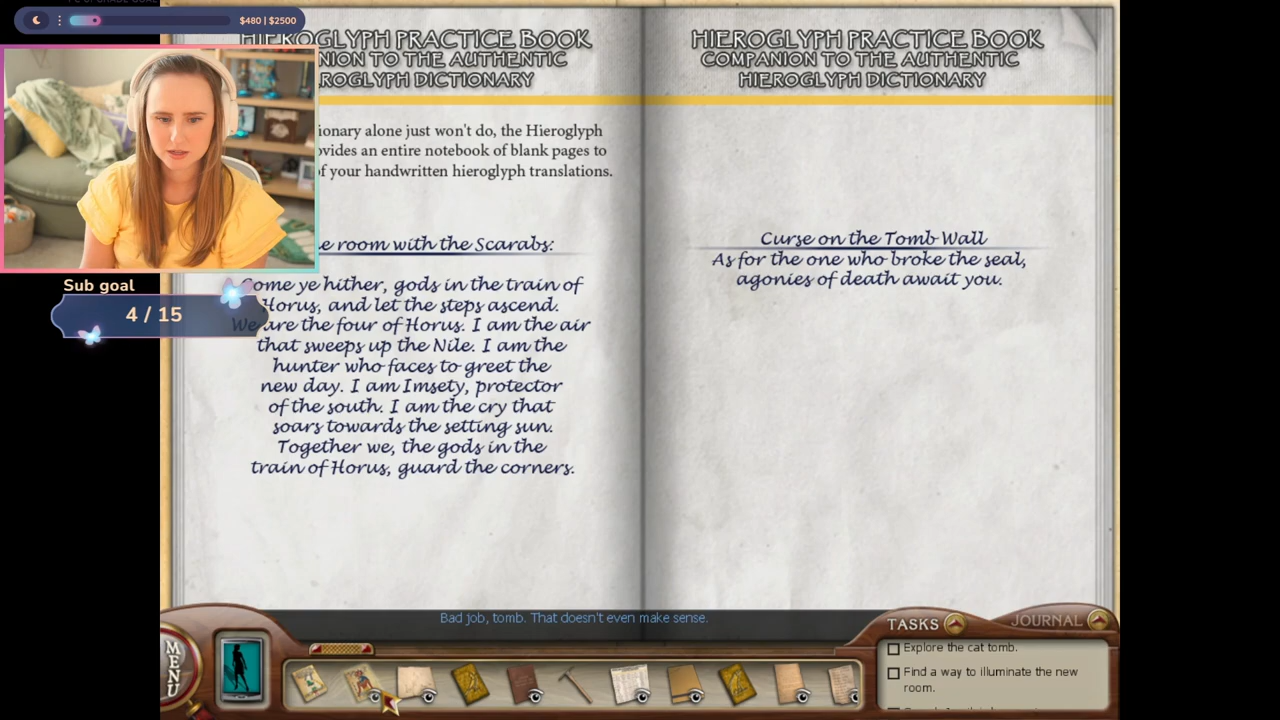 $480 | $2500
HIEROGLYPH PRACTICE BOOK
NION TO THE AUTHENTIC
ROGLYPH DICTIONARY
ionary alone just won't do, the Hieroglyph
vides an entire notebook of blank pages to
of your handwritten hieroglyph translations.
e room with the Scarabs:
Come ye hither, gods in the train of
Horus, and let the steps ascend.
We are the four of Horus. I am the air
that sweeps up the Nile. I am the
hunter who faces to greet the
new day. I am Imsety, protector
of the south. I am the cry that
soars towards the setting sun.
Together we, the gods in the
train of Horus, guard the corners.
HIEROGLYPH PRACTICE BOOK
COMPANION TO THE AUTHENTIC
HIEROGLYPH DICTIONARY
Curse on the Tomb Wall
As for the one who broke the seal,
agonies of death await you.
Sub goal
4 / 15
Bad job, tomb. That doesn't even make sense.
MENU
TASKS
JOURNAL
Explore the cat tomb.
Find a way to illuminate the new
room.